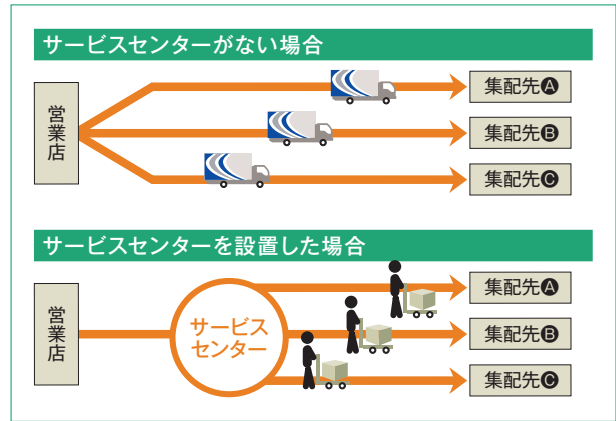 サービスセンターがない場合
営業店
集配先Ⓐ
集配先Ⓑ
集配先Ⓒ
サービスセンターを設置した場合
営業店
サービス
センター
集配先Ⓐ
集配先Ⓑ
集配先Ⓒ